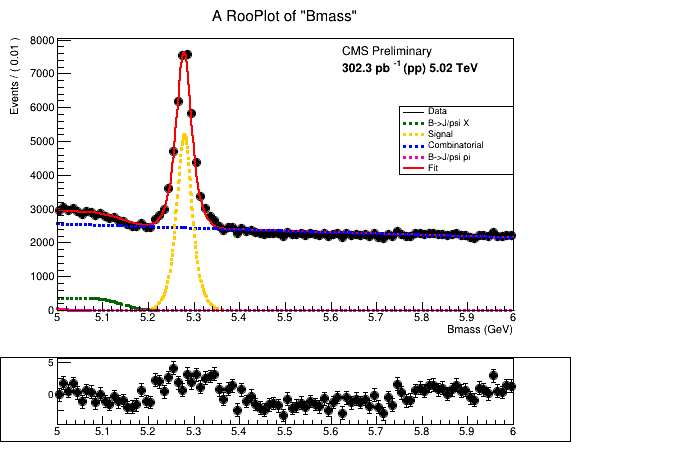 A RooPlot of "Bmass"
CMS Preliminary
302.3 pb -1 (pp) 5.02 TeV
Events / ( 0.01 )
8000
7000
6000
5000
4000
3000
2000
1000
0
Data
B->J/psi X
Signal
Combinatorial
B->J/psi pi
Fit
5 5.1 5.2 5.3 5.4 5.5 5.6 5.7 5.8 5.9 6
Bmass (GeV)
5
0
5 5.1 5.2 5.3 5.4 5.5 5.6 5.7 5.8 5.9 6